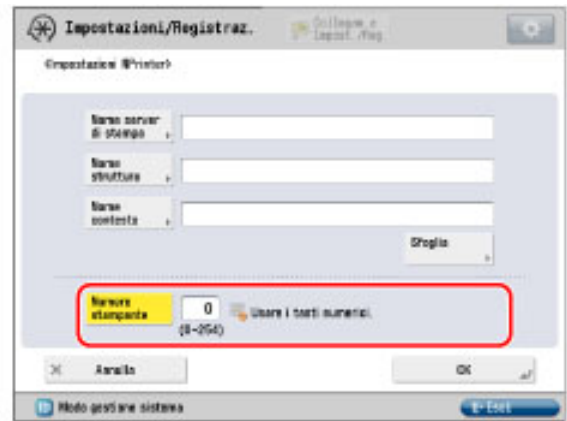 Impostazioni/Registraz.
Collegam. a
Impost./Reg.
<Impostazioni NPrinter>
Nome server
di stampa
Nome
struttura
Nome
contesto
Sfoglia
Numero
stampante
0
(0-254)
Usare i tasti numerici.
Annulla
OK
Modo gestione sistema
Esci